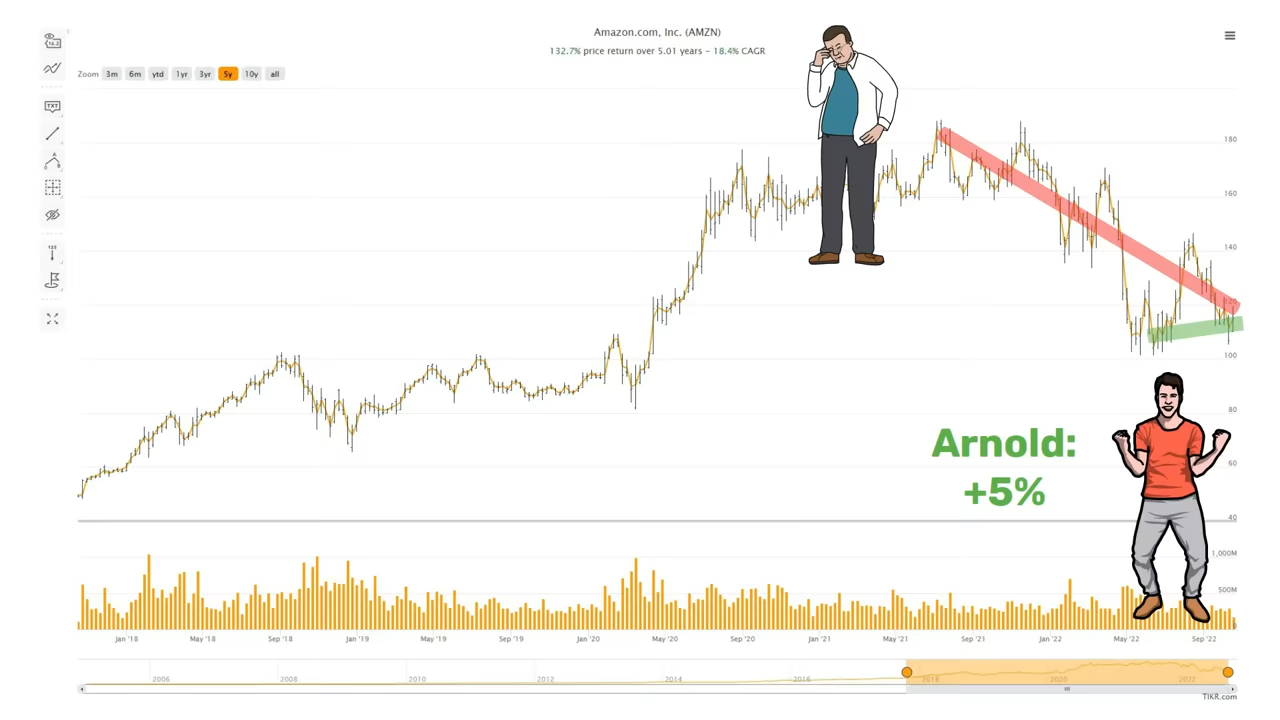 Amazon.com, Inc. (AMZN)
132.7% price return over 5.01 years – 18.4% CAGR
Zoom 3m 6m ytd 1yr 3yr 5y 10y all
TXT
123
180
160
140
120
100
80
60
40
Arnold:
+5%
1,000M
500M
0
Jan '18 May '18 Sep '18 Jan '19 May '19 Sep '19 Jan '20 May '20 Sep '20 Jan '21 May '21 Sep '21 Jan '22 May '22 Sep '22
2006 2008 2010 2012 2014 2016 2018 2020 2022
TIKR.com